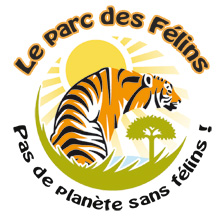 Le parc des Félins
Pas de planète sans félins !